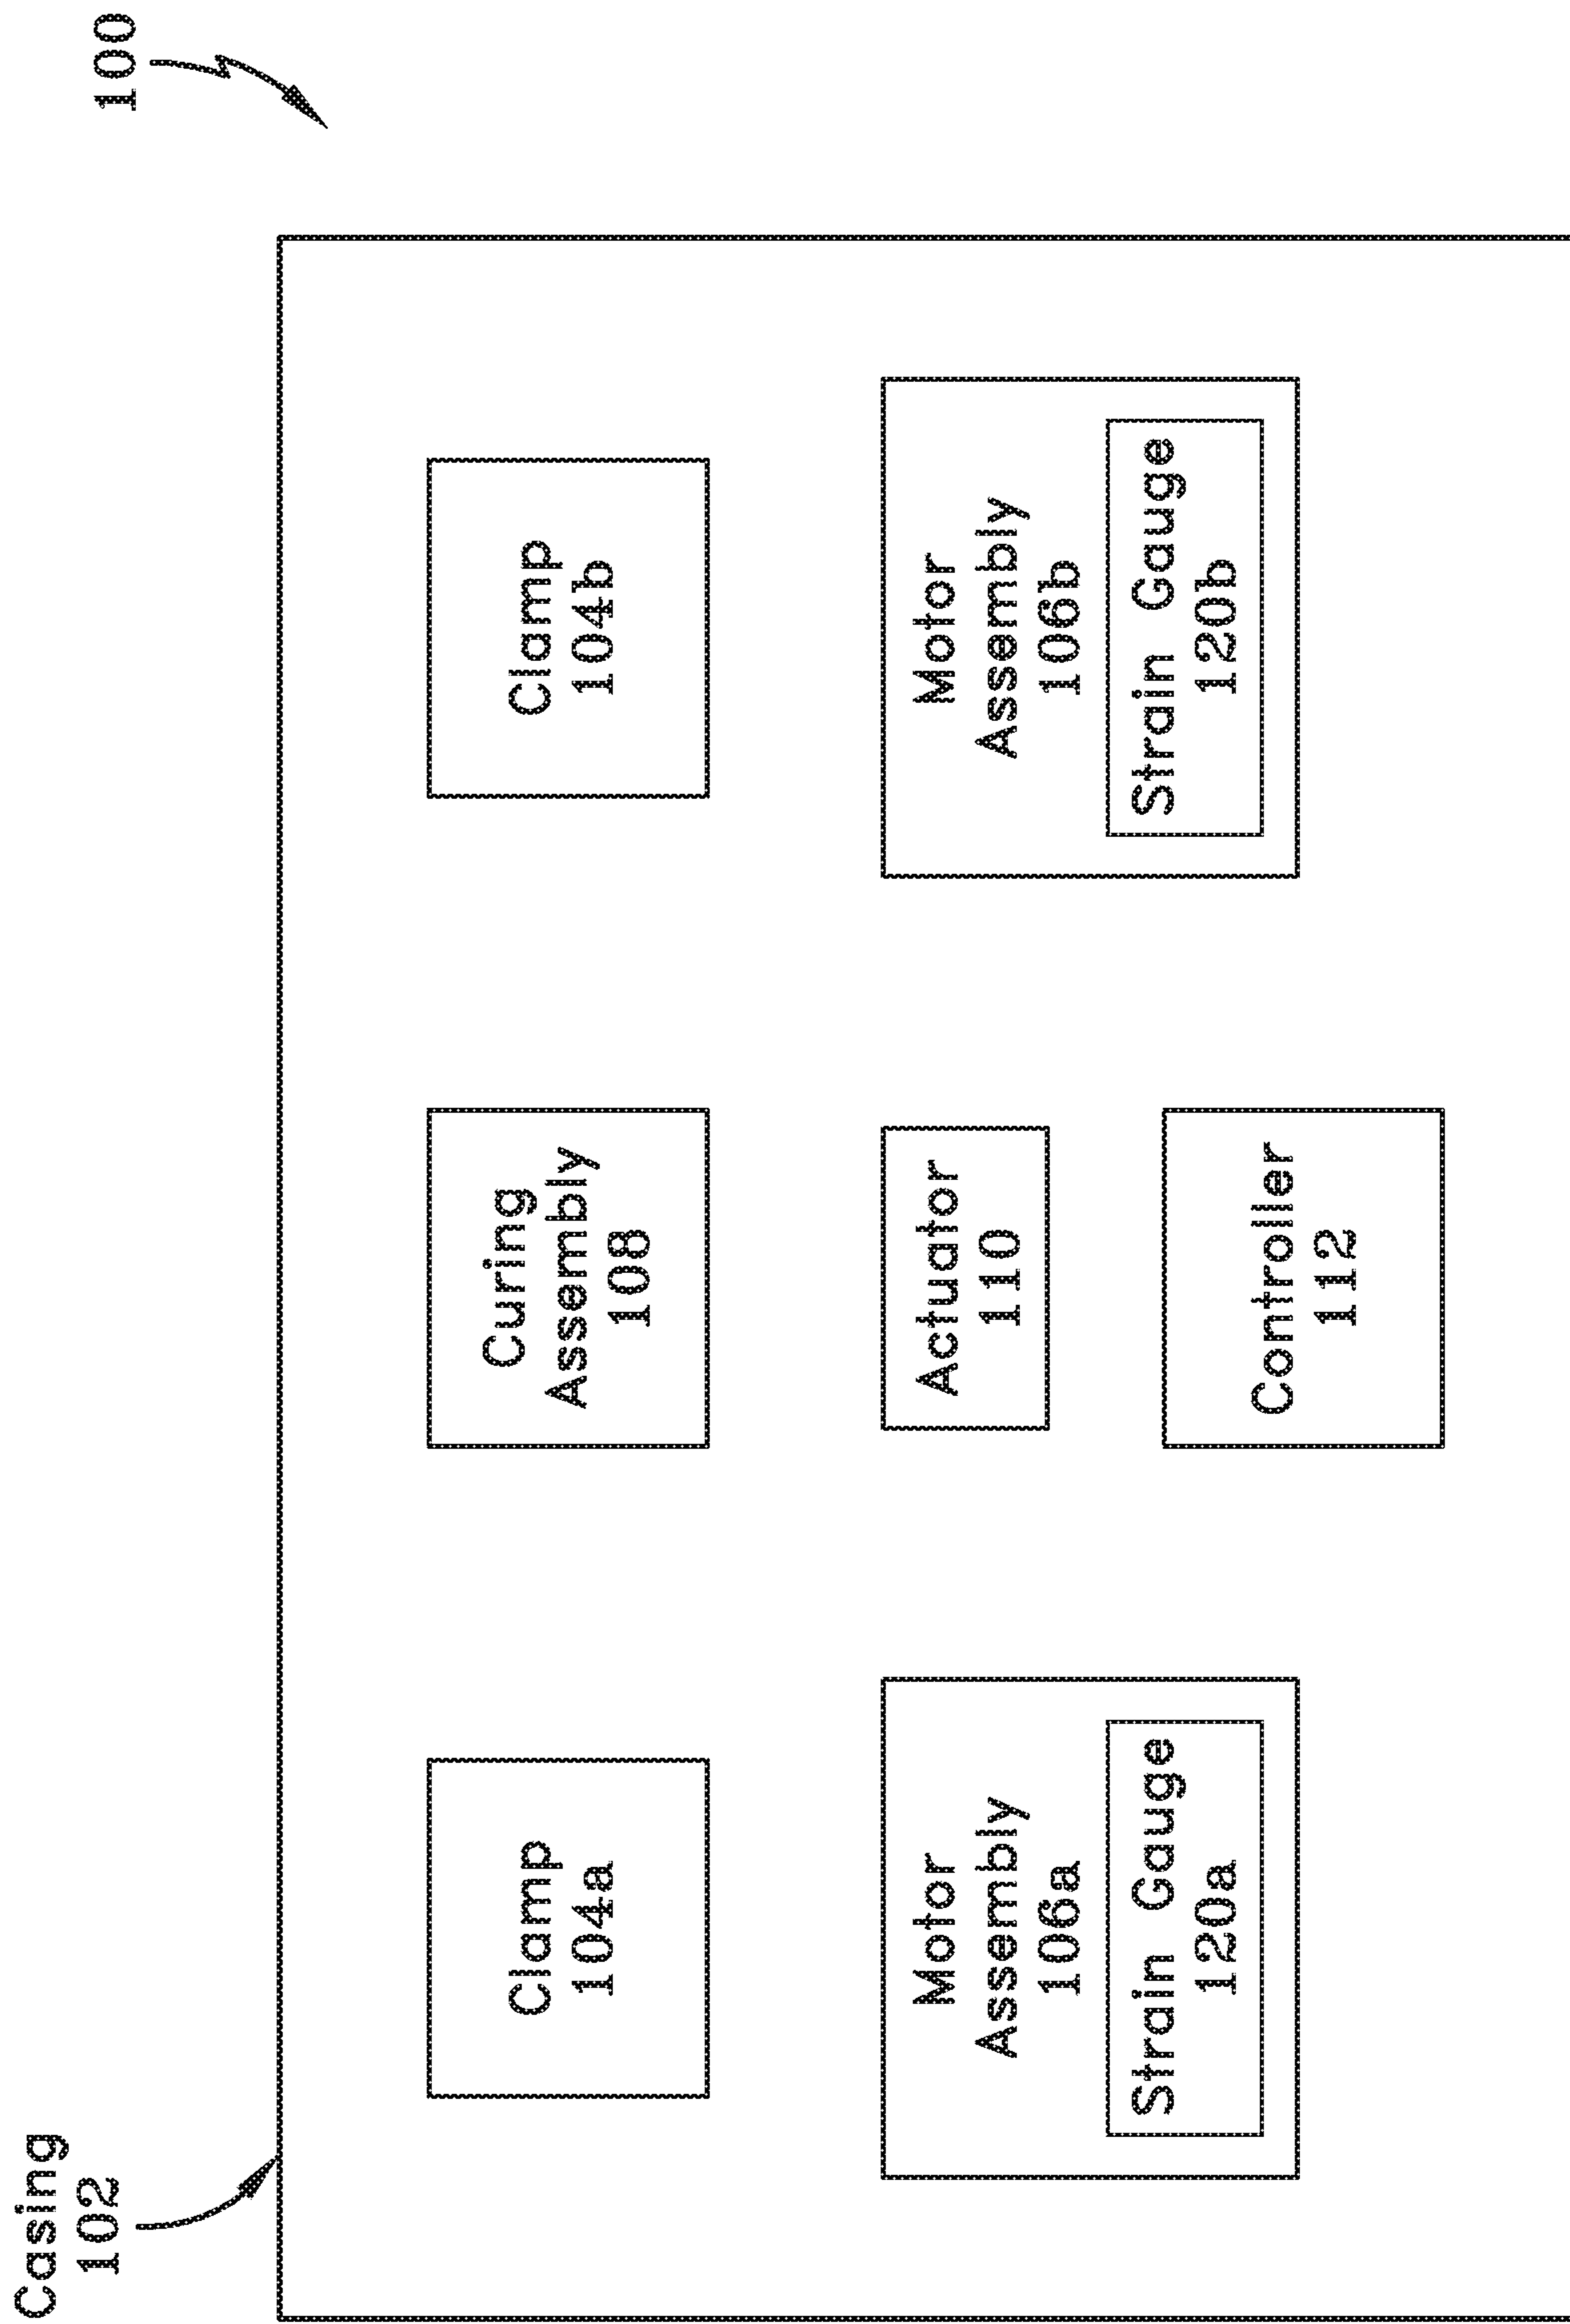 100
Casing
102
Clamp
104a
Curing
Assembly
108
Clamp
104b
Motor
Assembly
106a
Strain Gauge
120a
Actuator
110
Controller
112
Motor
Assembly
106b
Strain Gauge
120b